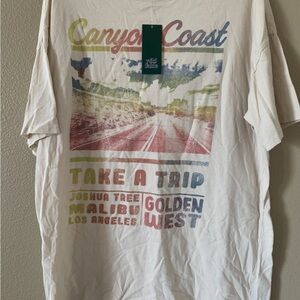 Canyon Coast
TAKE A TRIP
JOSHUA TREE
MALIBU
LOS ANGELES
GOLDEN
WEST